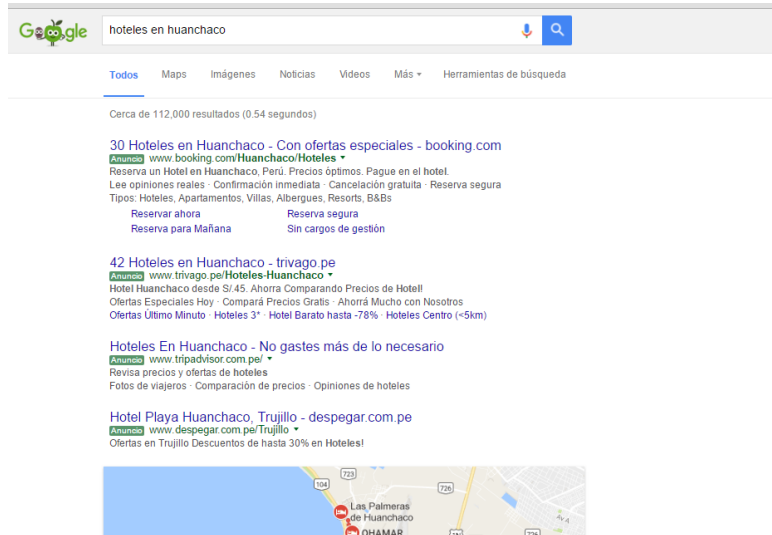 Google
hoteles en huanchaco
Todos Maps Imágenes Noticias Videos Más Herramientas de búsqueda
Cerca de 112,000 resultados (0.54 segundos)
30 Hoteles en Huanchaco - Con ofertas especiales - booking.com
Anuncio www.booking.com/Huanchaco/Hoteles
Reserva un Hotel en Huanchaco, Perú. Precios óptimos. Pague en el hotel.
Lee opiniones reales · Confirmación inmediata · Cancelación gratuita · Reserva segura
Tipos: Hoteles, Apartamentos, Villas, Albergues, Resorts, B&Bs
Reservar ahora Reserva segura
Reserva para Mañana Sin cargos de gestión
42 Hoteles en Huanchaco - trivago.pe
Anuncio www.trivago.pe/Hoteles-Huanchaco
Hotel Huanchaco desde S/.45. Ahorra Comparando Precios de Hotel!
Ofertas Especiales Hoy · Compará Precios Gratis · Ahorrá Mucho con Nosotros
Ofertas Último Minuto · Hoteles 3* · Hotel Barato hasta -78% · Hoteles Centro (<5km)
Hoteles En Huanchaco - No gastes más de lo necesario
Anuncio www.tripadvisor.com.pe/
Revisa precios y ofertas de hoteles
Fotos de viajeros · Comparación de precios · Opiniones de hoteles
Hotel Playa Huanchaco, Trujillo - despegar.com.pe
Anuncio www.despegar.com.pe/Trujillo
Ofertas en Trujillo Descuentos de hasta 30% en Hoteles!
723
104
726
Las Palmeras
de Huanchaco
Av A
OHAMAR
726